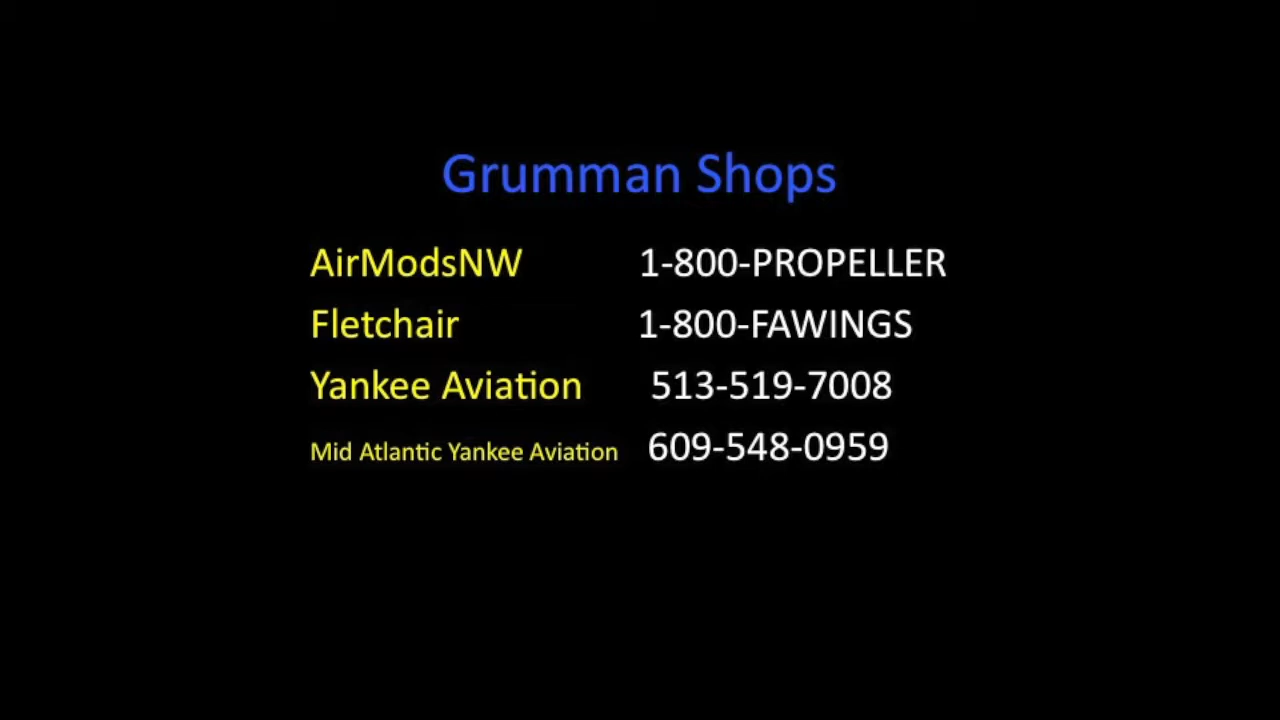 Grumman Shops
AirModsNW 1-800-PROPELLER
Fletchair 1-800-FAWINGS
Yankee Aviation 513-519-7008
Mid Atlantic Yankee Aviation 609-548-0959